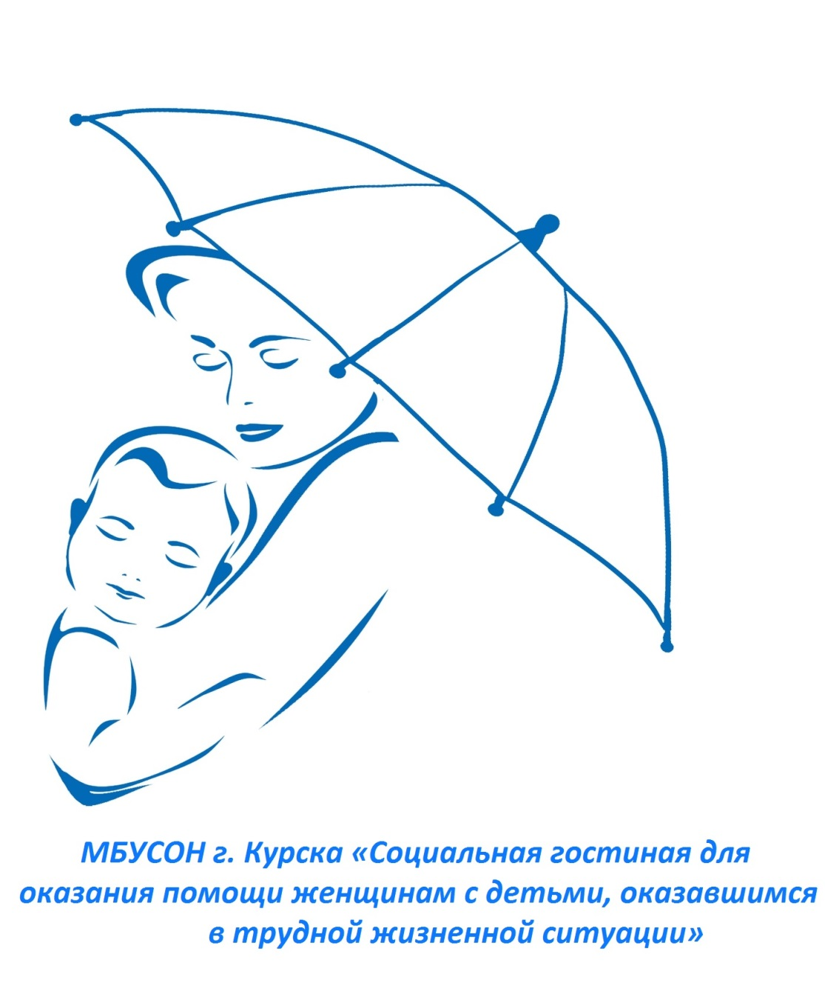 МБУСОН г. Курска «Социальная гостиная для
оказания помощи женщинам с детьми, оказавшимся
в трудной жизненной ситуации»